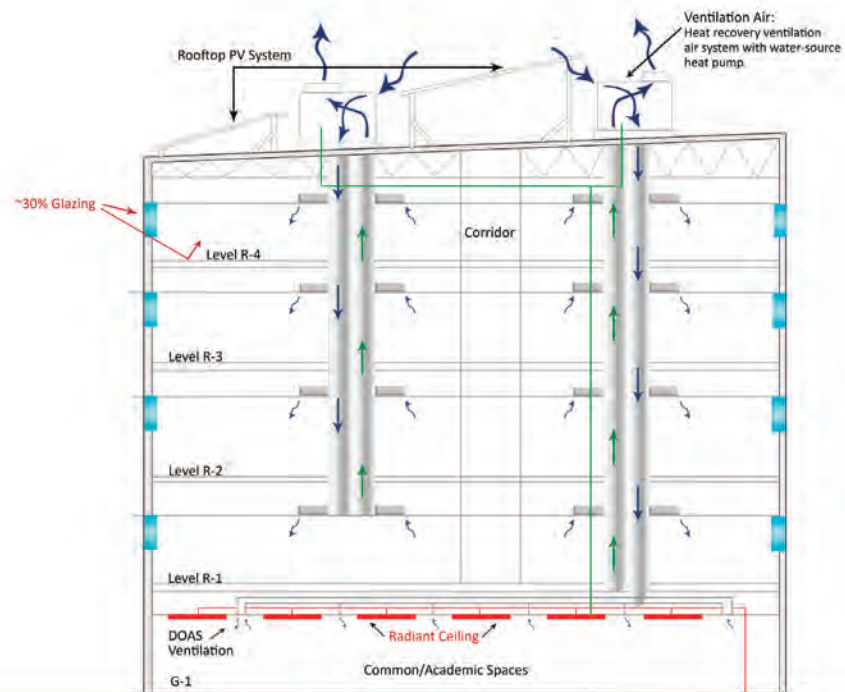 Ventilation Air:
Heat recovery ventilation
air system with water-source
heat pump
Rooftop PV System
~30% Glazing
Corridor
Level R-4
Level R-3
Level R-2
Level R-1
DOAS
Ventilation
Radiant Ceiling
Common/Academic Spaces
G-1